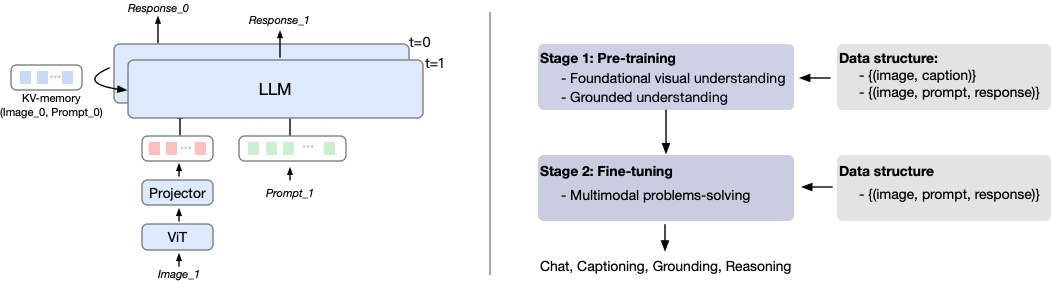 Response_0
Response_1
t=0
t=1
LLM
KV-memory
(Image_0, Prompt_0)
Projector
Prompt_1
ViT
Image_1
Stage 1: Pre-training
- Foundational visual understanding
- Grounded understanding
Data structure:
- {(image, caption)}
- {(image, prompt, response)}
Stage 2: Fine-tuning
- Multimodal problems-solving
Data structure
- {(image, prompt, response)}
Chat, Captioning, Grounding, Reasoning